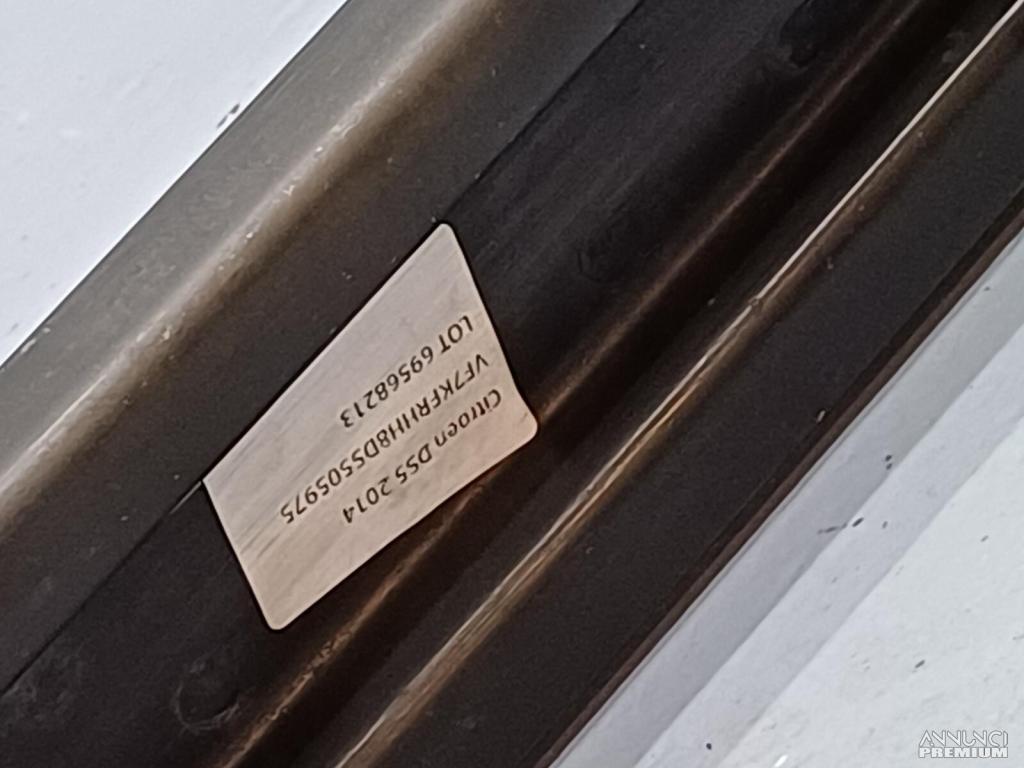 Citroen DS5 2014
VF7KFRHH8DS505975
LOT 69568213
ANNUNCI
PREMIUM